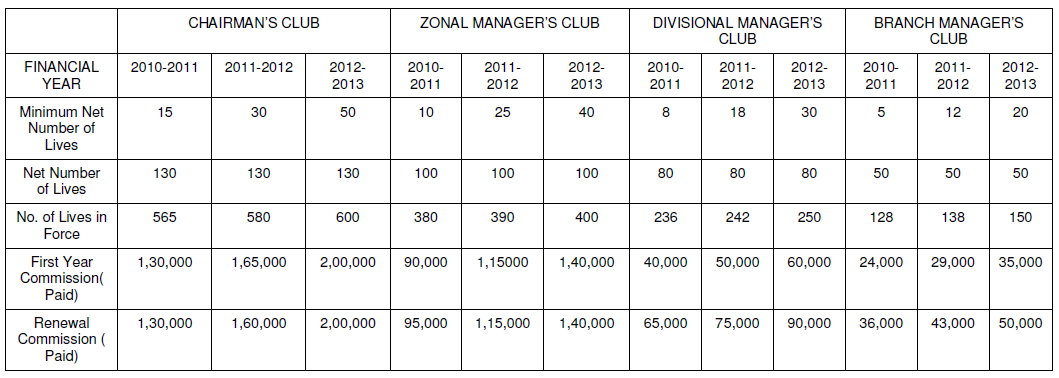 CHAIRMAN'S CLUB ZONAL MANAGER'S CLUB DIVISIONAL MANAGER'S BRANCH MANAGER'S
CLUB CLUB
FINANCIAL 2010-2011 2011-2012 2012- 2010- 2011- 2012- 2010- 2011- 2012- 2010- 2011- 2012-
YEAR 2013 2011 2012 2013 2011 2012 2013 2011 2012 2013
Minimum Net 15 30 50 10 25 40 8 18 30 5 12 20
Number of
Lives
Net Number 130 130 130 100 100 100 80 80 80 50 50 50
of Lives
No. of Lives in 565 580 600 380 390 400 236 242 250 128 138 150
Force
First Year 1,30,000 1,65,000 2,00,000 90,000 1,15000 1,40,000 40,000 50,000 60,000 24,000 29,000 35,000
Commission(
Paid)
Renewal 1,30,000 1,60,000 2,00,000 95,000 1,15,000 1,40,000 65,000 75,000 90,000 36,000 43,000 50,000
Commission (
Paid)